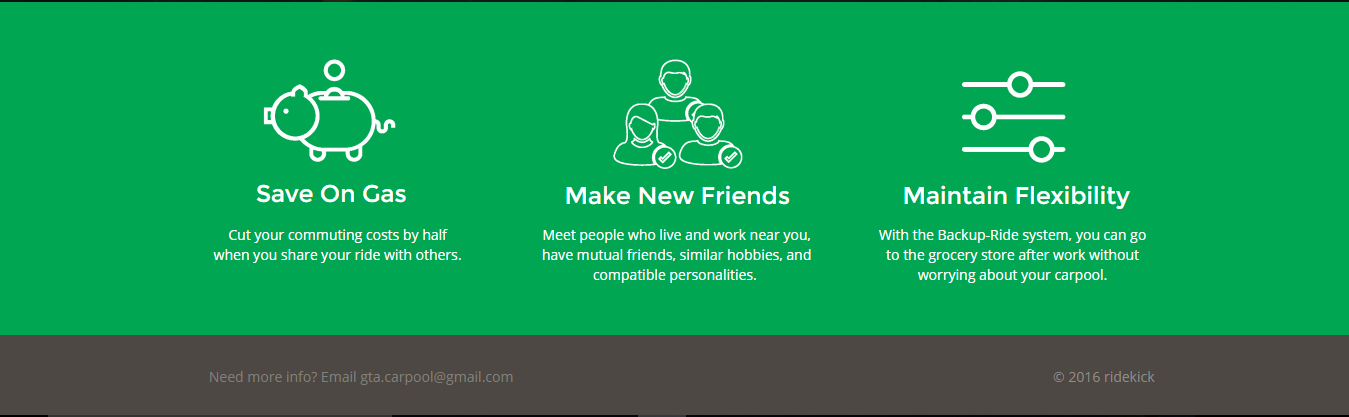 Save On Gas
Cut your commuting costs by half
when you share your ride with others.
Make New Friends
Meet people who live and work near you,
have mutual friends, similar hobbies, and
compatible personalities.
Maintain Flexibility
With the Backup-Ride system, you can go
to the grocery store after work without
worrying about your carpool.
Need more info? Email gta.carpool@gmail.com
© 2016 ridekick